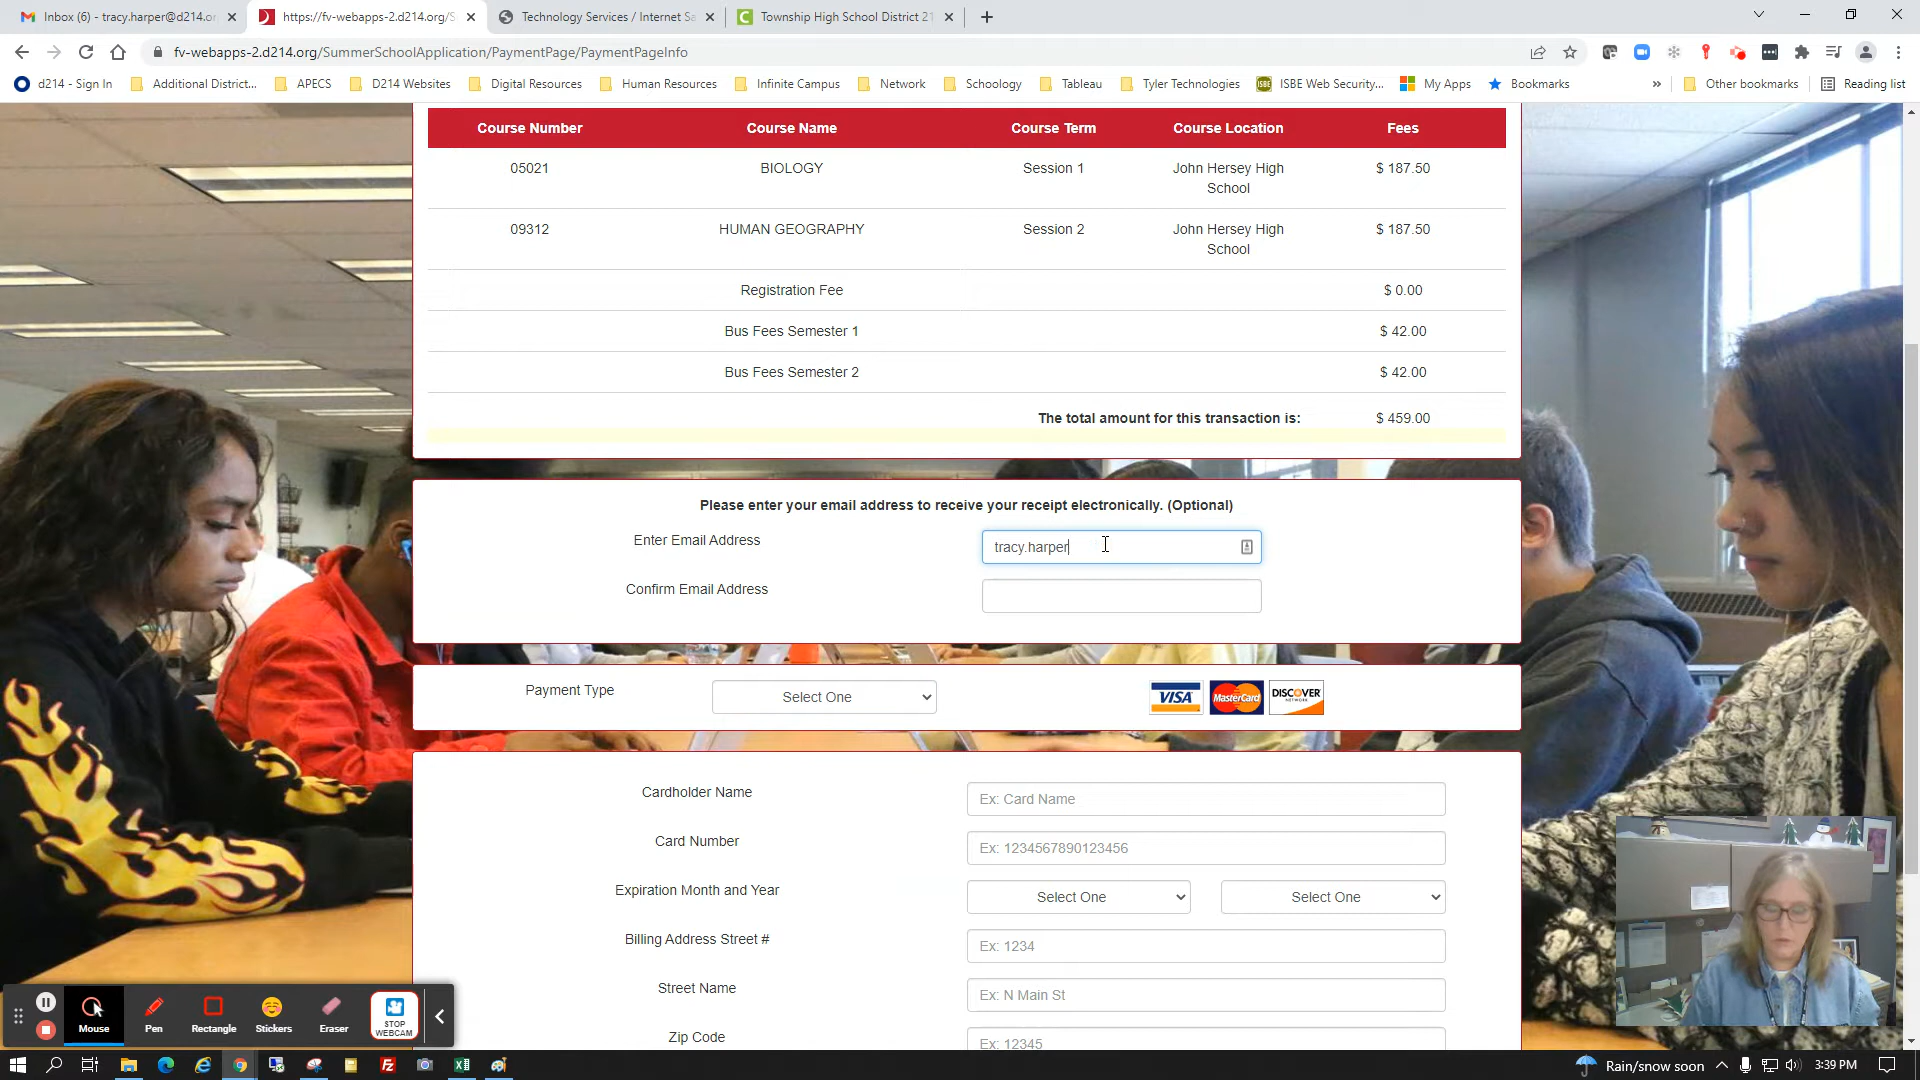 Inbox (6) - tracy.harper@d214.or
https://fv-webapps-2.d214.org/S
Technology Services / Internet Sa
Township High School District 21
fv-webapps-2.d214.org/SummerSchoolApplication/PaymentPage/PaymentPageInfo
d214 - Sign In
Additional District...
APECS
D214 Websites
Digital Resources
Human Resources
Infinite Campus
Network
Schoology
Tableau
Tyler Technologies
ISBE Web Security...
My Apps
Bookmarks
»
Other bookmarks
Reading list
Course Number Course Name Course Term Course Location Fees
05021 BIOLOGY Session 1 John Hersey High $ 187.50
School
09312 HUMAN GEOGRAPHY Session 2 John Hersey High $ 187.50
School
Registration Fee $ 0.00
Bus Fees Semester 1 $ 42.00
Bus Fees Semester 2 $ 42.00
The total amount for this transaction is: $ 459.00
Please enter your email address to receive your receipt electronically. (Optional)
Enter Email Address tracy.harper
Confirm Email Address
Payment Type Select One VISA MasterCard DISCOVER
NETWORK
Cardholder Name Ex: Card Name
Card Number Ex: 1234567890123456
Expiration Month and Year Select One Select One
Billing Address Street # Ex: 1234
Street Name Ex: N Main St
Zip Code Ex: 12345
Mouse
Pen
Rectangle
Stickers
Eraser
STOP
WEBCAM
Rain/snow soon
3:39 PM